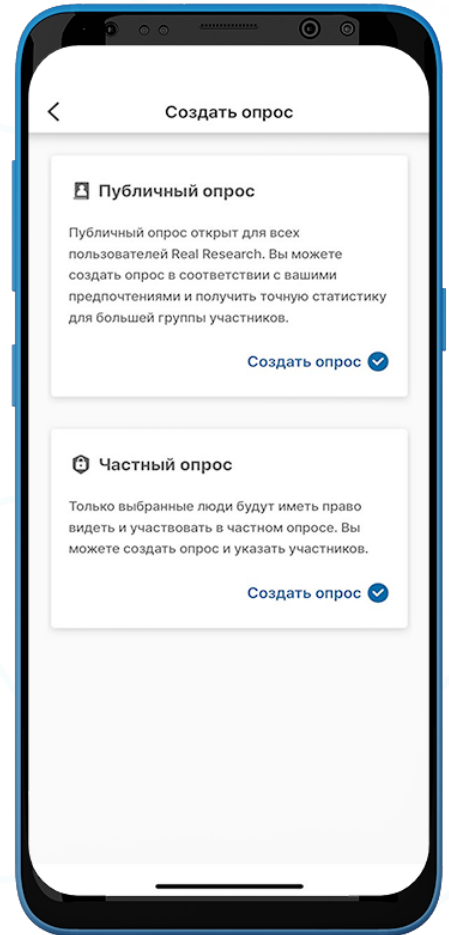 Создать опрос
Публичный опрос
Публичный опрос открыт для всех
пользователей Real Research. Вы можете
создать опрос в соответствии с вашими
предпочтениями и получить точную статистику
для большей группы участников.
Создать опрос
Частный опрос
Только выбранные люди будут иметь право
видеть и участвовать в частном опросе. Вы
можете создать опрос и указать участников.
Создать опрос